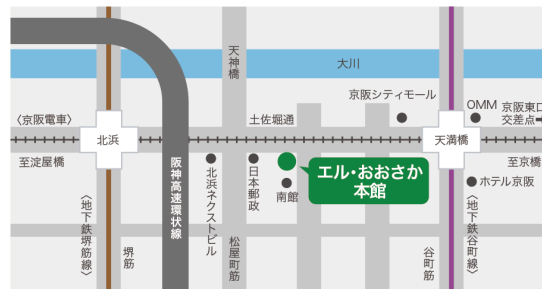 天神橋
大川
京阪シティモール
OMM
京阪東口
交差点
〈京阪電車〉
土佐堀通
北浜
天満橋
至淀屋橋
至京橋
阪神高速環状線
北浜ネクストビル
日本郵政
エル・おおさか
本館
南館
ホテル京阪
〈地下鉄堺筋線〉
堺筋
松屋町筋
谷町筋
〈地下鉄谷町線〉